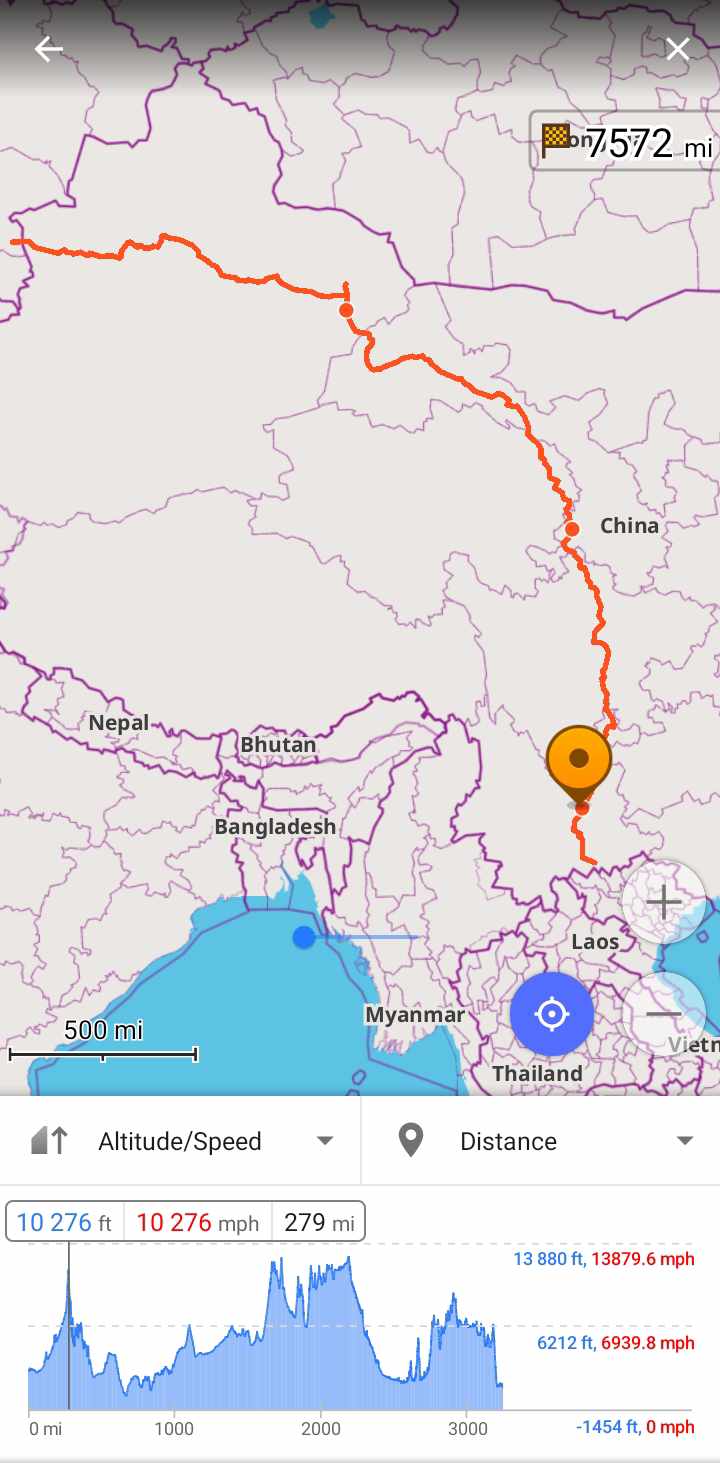 7572 mi
China
Nepal
Bhutan
Bangladesh
Laos
Myanmar
500 mi
Thailand
Altitude/Speed
Distance
10 276 ft
10 276 mph
279 mi
13 880 ft, 13879.6 mph
6212 ft, 6939.8 mph
-1454 ft, 0 mph
0 mi
1000
2000
3000